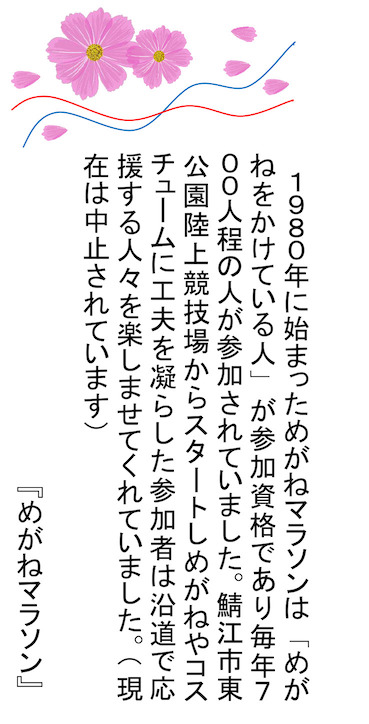 １９８０年に始まっためがねマラソンは「めが
ねをかけている人」が参加資格であり毎年７
００人程の人が参加されていました。鯖江市東
公園陸上競技場からスタートしめがねやコス
チュームに工夫を凝らした参加者は沿道で応
援する人々を楽しませてくれていました。（現
在は中止されています）
『めがねマラソン』